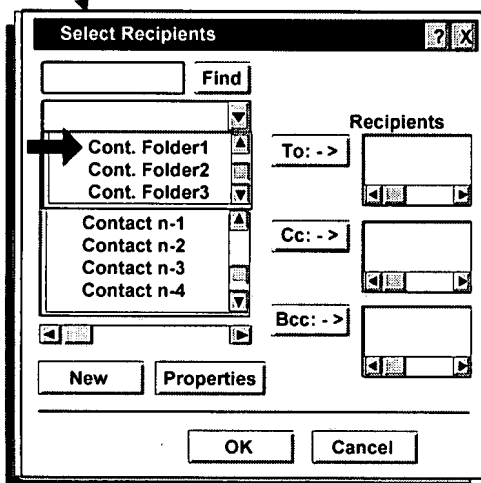 Select Recipients ? X
Find
Recipients
Cont. Folder1
Cont. Folder2
Cont. Folder3
To: - >
Contact n-1
Contact n-2
Contact n-3
Contact n-4
Cc: - >
Bcc: - >
New Properties
OK Cancel